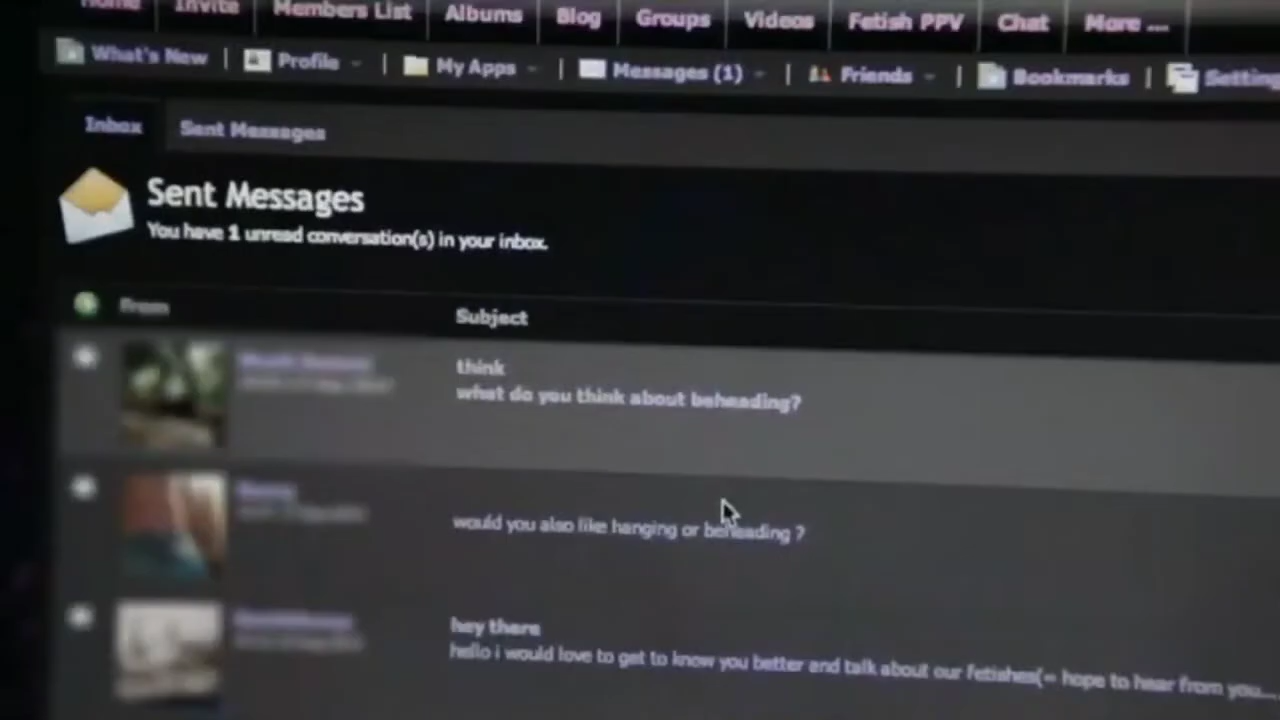 Home Invite Members List Albums Blog Groups Videos Fetish PPV Chat More ...
What's New | Profile | My Apps | Messages (1) | Friends | Bookmarks |
Inbox Sent Messages
Sent Messages
You have 1 unread conversation(s) in your inbox.
From Subject
think
what do you think about beheading?
would you also like hanging or beheading ?
hey there
hello i would love to get to know you better and talk about our fetishes(= hope to hear from you...